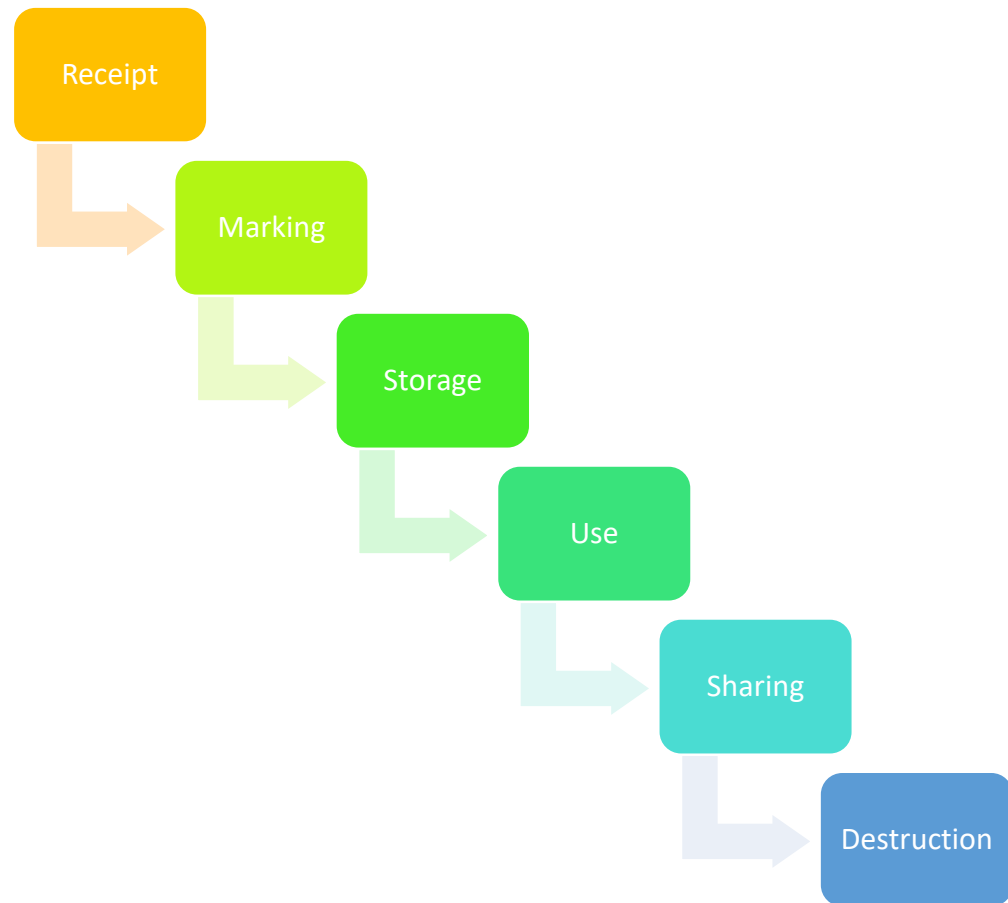 Receipt
Marking
Storage
Use
Sharing
Destruction